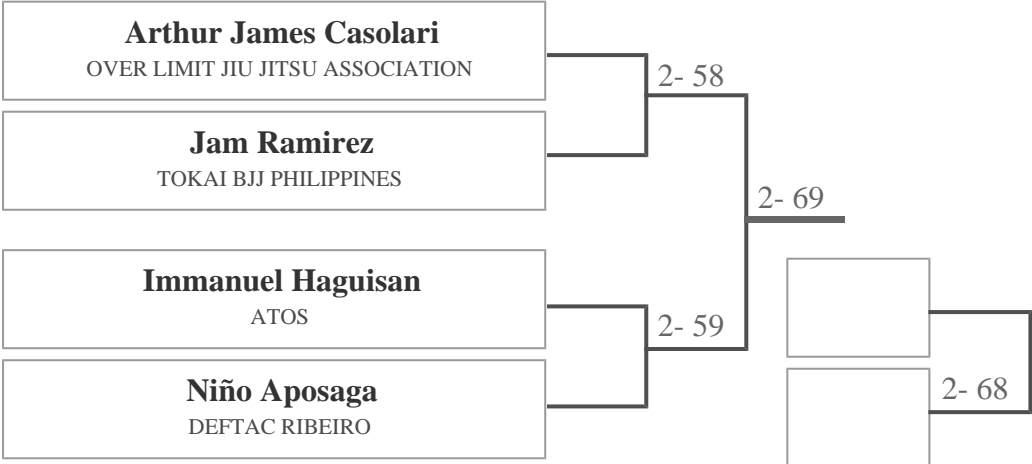 Arthur James Casolari
OVER LIMIT JIU JITSU ASSOCIATION
2- 58
Jam Ramirez
TOKAI BJJ PHILIPPINES
2- 69
Immanuel Haguisan
ATOS
2- 59
Niño Aposaga
DEFTAC RIBEIRO
2- 68